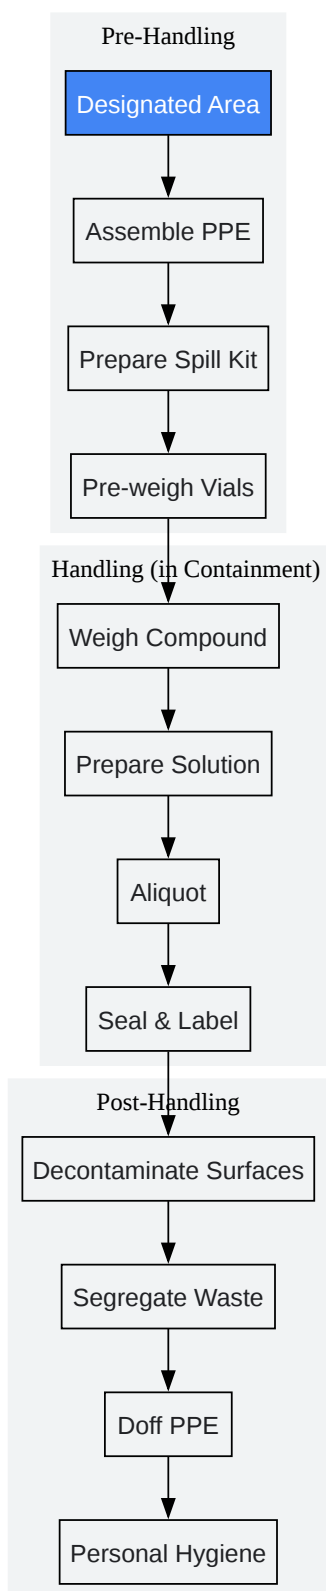 Pre-Handling
Designated Area
Assemble PPE
Prepare Spill Kit
Pre-weigh Vials
Handling (in Containment)
Weigh Compound
Prepare Solution
Aliquot
Seal & Label
Post-Handling
Decontaminate Surfaces
Segregate Waste
Doff PPE
Personal Hygiene